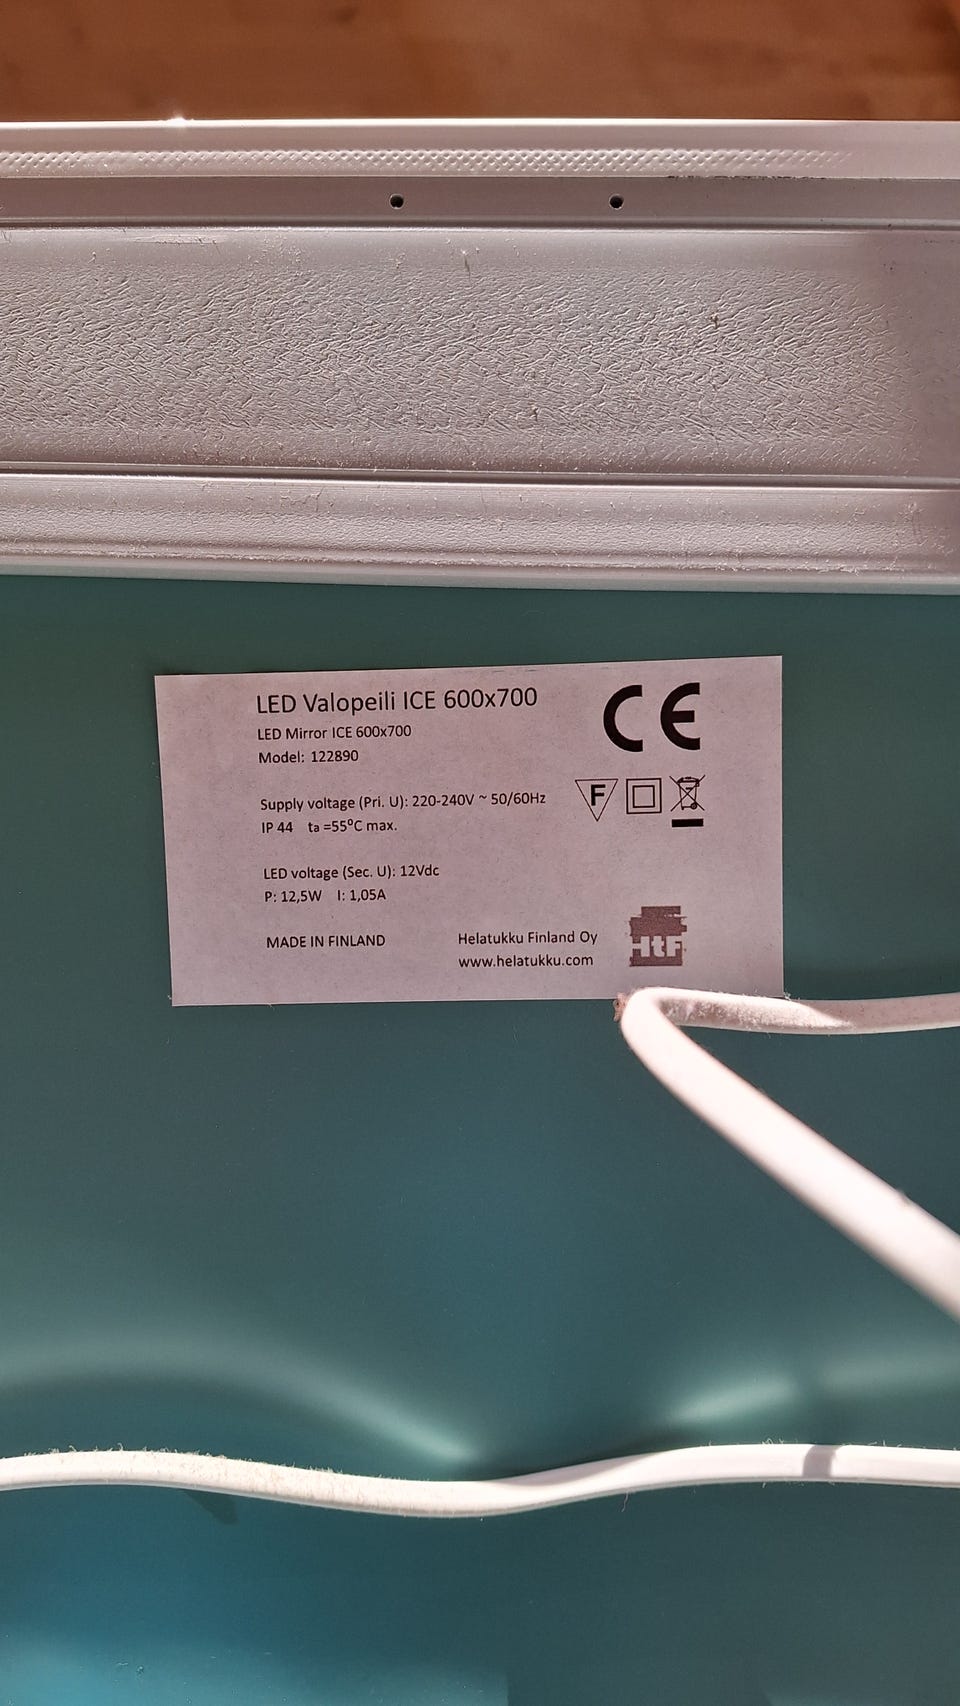 LED Valopeili ICE 600x700
LED Mirror ICE 600x700
Model: 122890
CE
Supply voltage (Pri. U): 220-240V ~ 50/60Hz
F
IP 44 ta =55⁰C max.
LED voltage (Sec. U): 12Vdc
P: 12,5W I: 1,05A
MADE IN FINLAND
Helatukku Finland Oy
www.helatukku.com
HtF